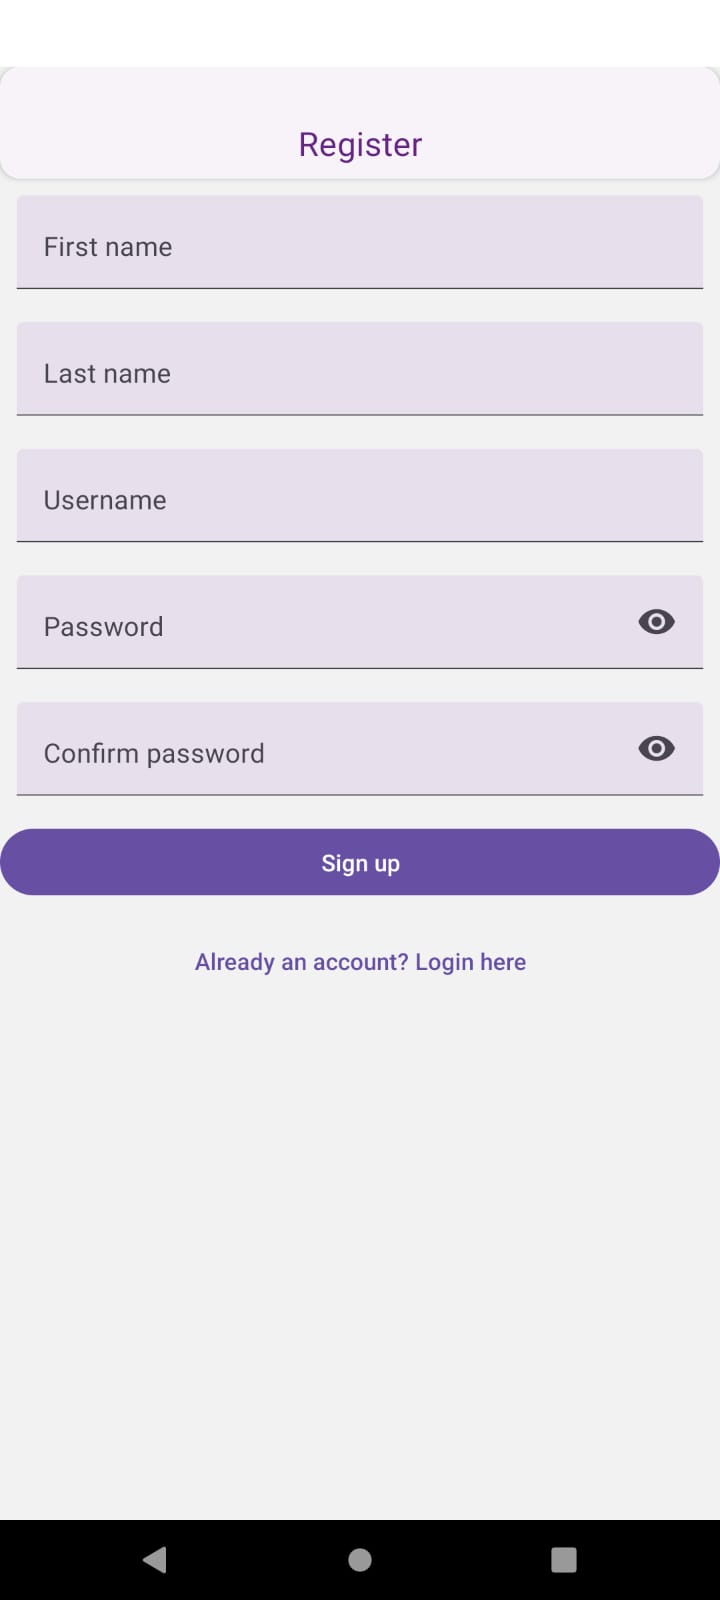 Register
First name
Last name
Username
Password
Confirm password
Sign up
Already an account? Login here